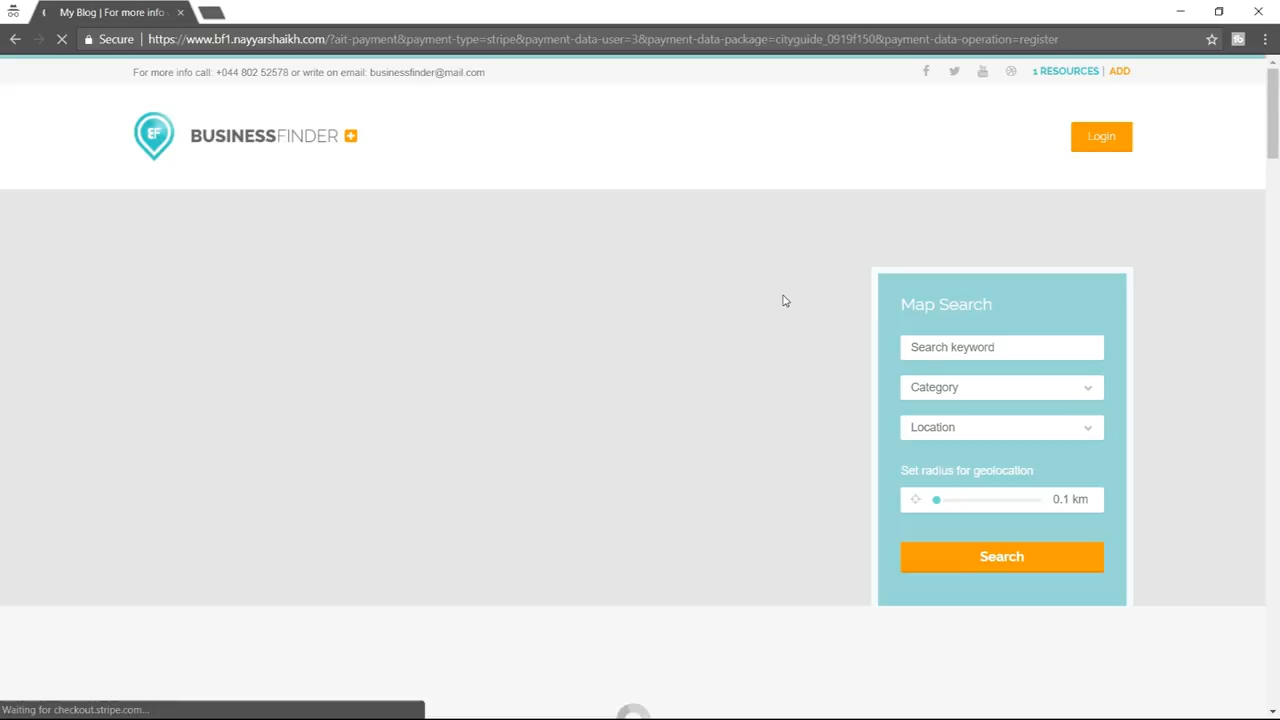 My Blog | For more info
Secure
https://www.bf1.nayyarshaikh.com/?ait-payment&payment-type=stripe&payment-data-user=3&payment-data-package=cityguide_0919f150&payment-data-operation=register
For more info call: +044 802 52578 or write on email: businessfinder@mail.com
1 RESOURCES | ADD
BF BUSINESSFINDER
Login
Map Search
Search keyword
Category
Location
Set radius for geolocation
0.1 km
Search
Waiting for checkout.stripe.com...